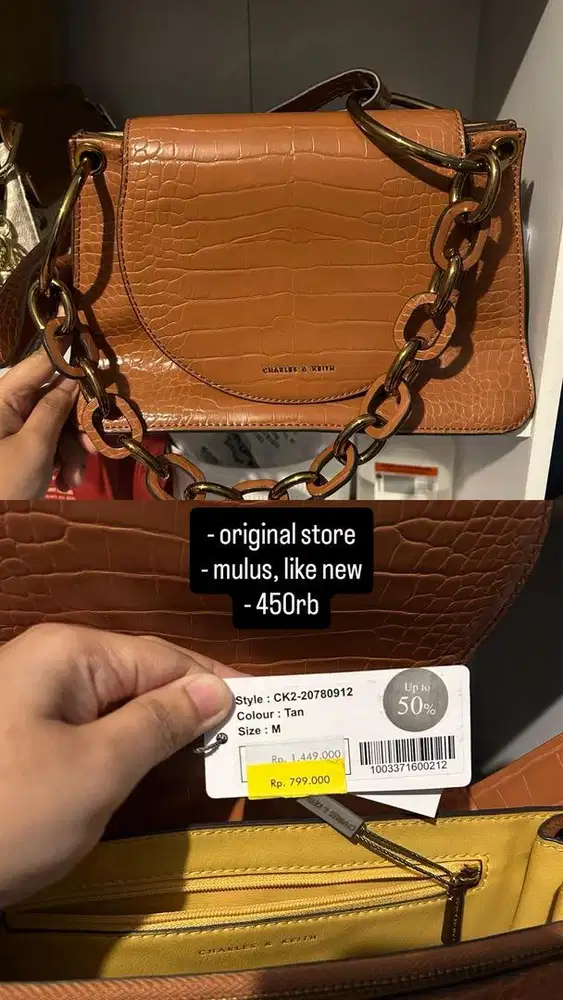 CHARLES & KEITH
- original store
- mulus, like new
- 450rb
Style : CK2-20780912
Colour : Tan
Size : M
Up to
50%
Rp. 1,449.000
Rp. 799.000
1003371600212
CHARLES & KEITH